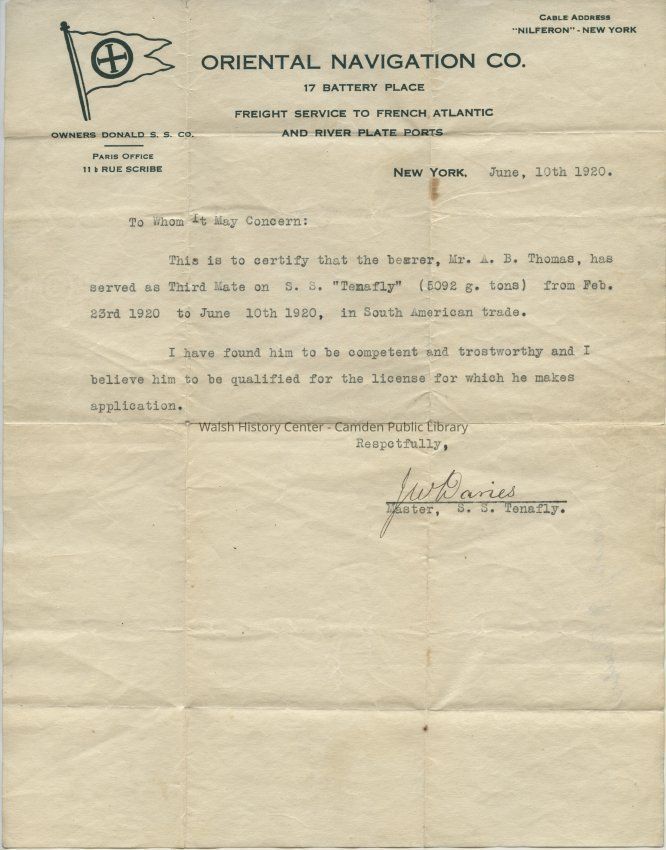 CABLE ADDRESS
"NILFERON" - NEW YORK
ORIENTAL NAVIGATION CO.
17 BATTERY PLACE
FREIGHT SERVICE TO FRENCH ATLANTIC
AND RIVER PLATE PORTS
OWNERS DONALD S. S. CO.
PARIS OFFICE
11 b RUE SCRIBE
NEW YORK, June, 10th 1920.
To Whom It May Concern:
This is to certify that the bearer, Mr. A. B. Thomas, has
served as Third Mate on S. S. "Tenafly" (5092 g. tons) from Feb.
23rd 1920 to June 10th 1920, in South American trade.
I have found him to be competent and trostworthy and I
believe him to be qualified for the license for which he makes
application.
Walsh History Center - Camden Public Library
Respctfully,
JW Davies
Master, S. S. Tenafly.